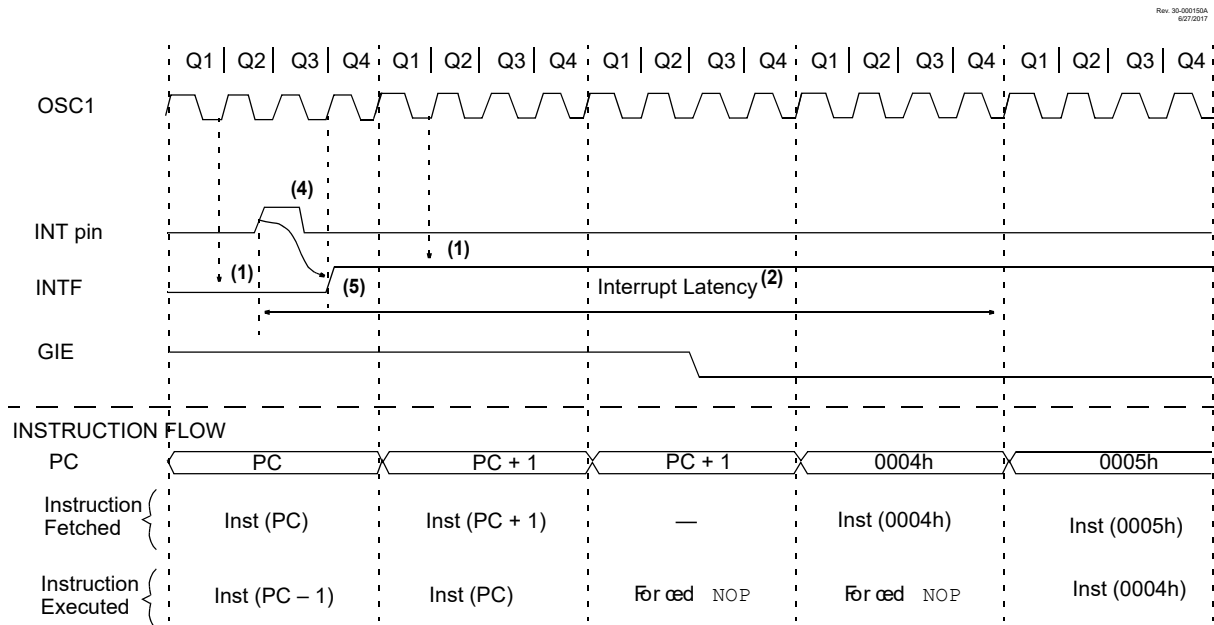 Rev. 30-000150A
6/27/2017
Q1 Q2 Q3 Q4 Q1 Q2 Q3 Q4 Q1 Q2 Q3 Q4 Q1 Q2 Q3 Q4 Q1 Q2 Q3 Q4
OSC1
(4)
INT pin
(1)
(1)
INTF
(5)
Interrupt Latency (2)
GIE
INSTRUCTION FLOW
PC PC PC + 1 PC + 1 0004h 0005h
Instruction
Fetched
Inst (PC) Inst (PC + 1) — Inst (0004h) Inst (0005h)
Instruction
Executed
Inst (PC – 1) Inst (PC) Forced NOP Forced NOP Inst (0004h)